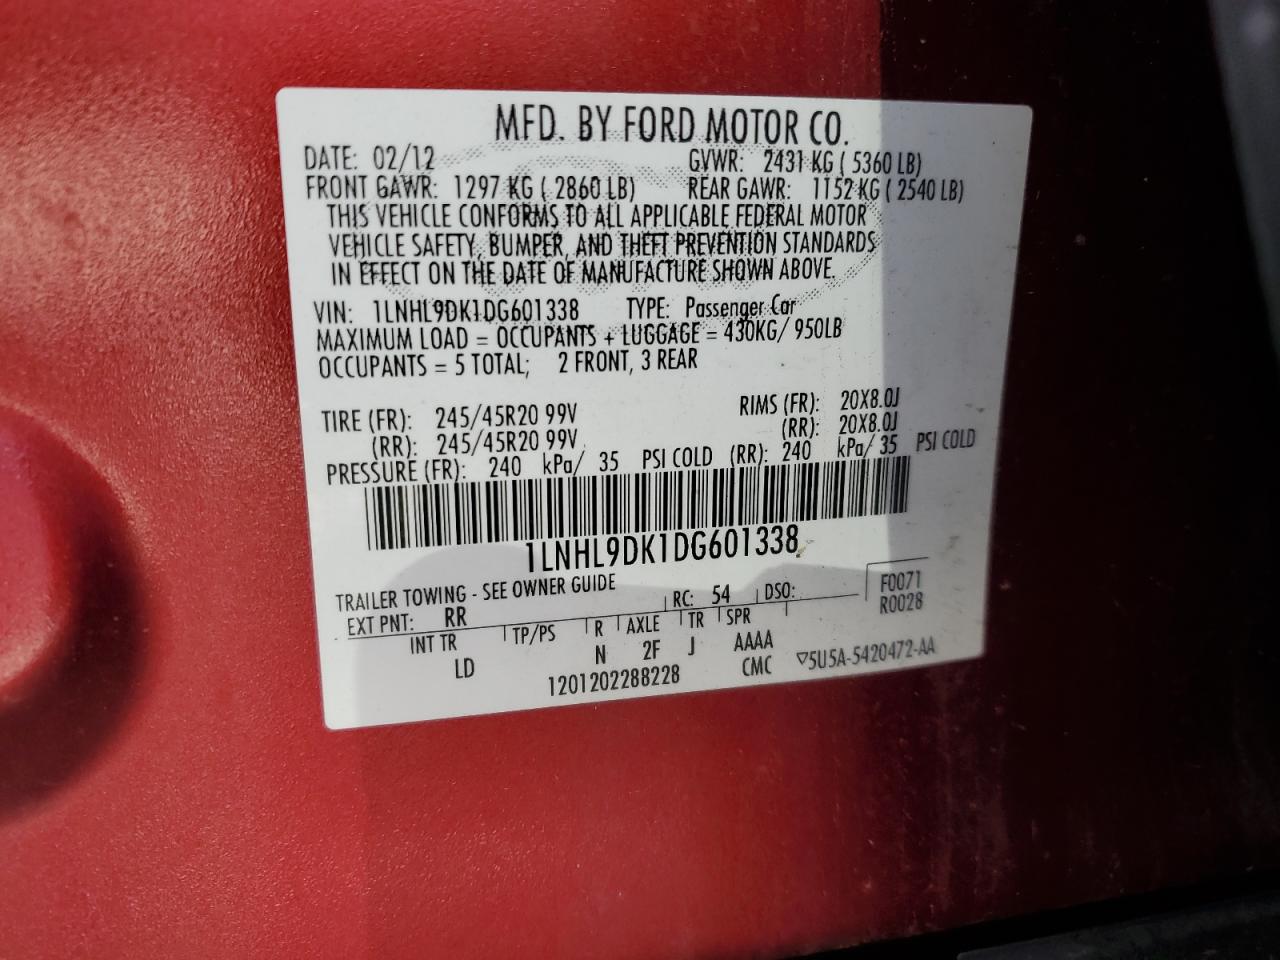 MFD. BY FORD MOTOR CO.
DATE: 02/12 GVWR: 2431 KG ( 5360 LB)
FRONT GAWR: 1297 KG ( 2860 LB) REAR GAWR: 1152 KG ( 2540 LB)
THIS VEHICLE CONFORMS TO ALL APPLICABLE FEDERAL MOTOR
VEHICLE SAFETY, BUMPER, AND THEFT PREVENTION STANDARDS
IN EFFECT ON THE DATE OF MANUFACTURE SHOWN ABOVE.
VIN: 1LNHL9DK1DG601338 TYPE: Passenger Car
MAXIMUM LOAD = OCCUPANTS + LUGGAGE = 430KG/ 950LB
OCCUPANTS = 5 TOTAL; 2 FRONT, 3 REAR
TIRE (FR): 245/45R20 99V RIMS (FR): 20X8.0J
(RR): 245/45R20 99V (RR): 20X8.0J
PRESSURE (FR): 240 kPa/ 35 PSI COLD (RR): 240 kPa/ 35 PSI COLD
1LNHL9DK1DG601338
TRAILER TOWING - SEE OWNER GUIDE
EXT PNT: RR RC: 54 DSO: F0071
R0028
INT TR TP/PS R AXLE TR SPR
LD N 2F J AAAA
1201202288228 CMC ▽5U5A-5420472-AA